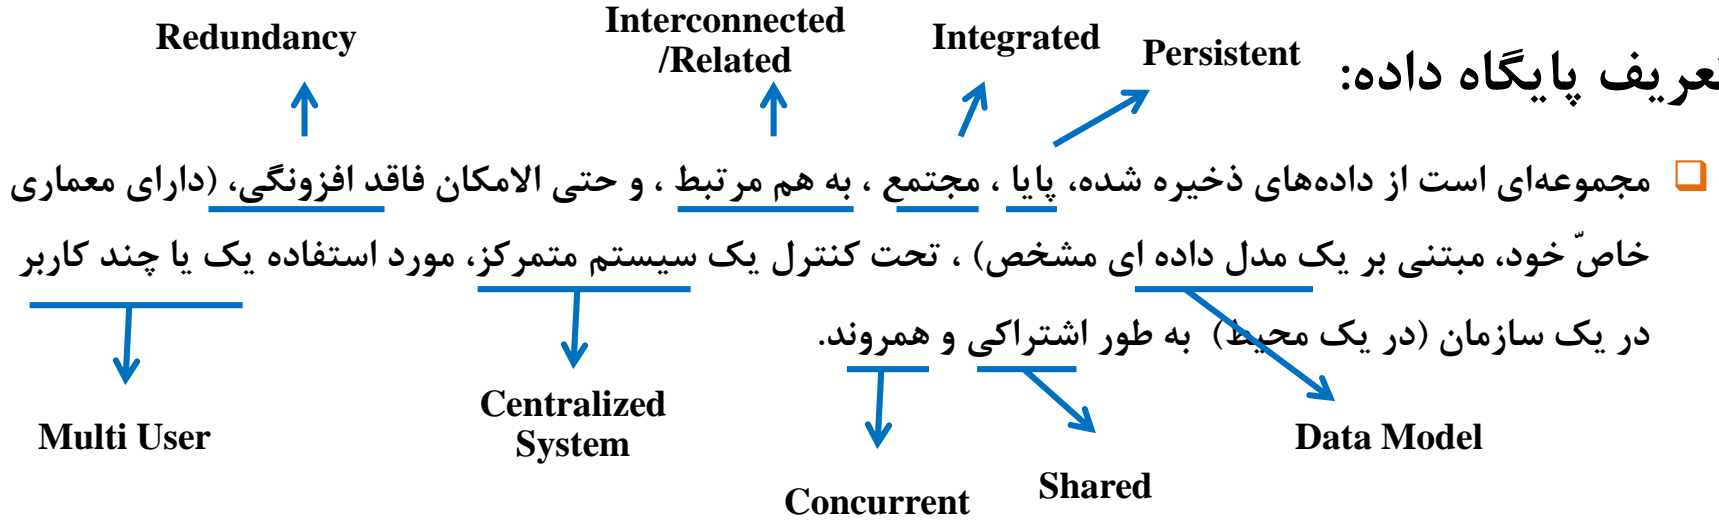 Redundancy
Interconnected
/Related
Integrated
Persistent
تعریف پایگاه داده:
مجموعه‌ای است از داده‌های ذخیره شده، پایا ، مجتمع ، به هم مرتبط ، و حتی الامکان فاقد افزونگی، (دارای معماری
خاصّ خود، مبتنی بر یک مدل داده ای مشخص) ، تحت کنترل یک سیستم متمرکز، مورد استفاده یک یا چند کاربر
در یک سازمان (در یک محیط) به طور اشتراکی و همروند.
Multi User
Centralized
System
Concurrent
Shared
Data Model